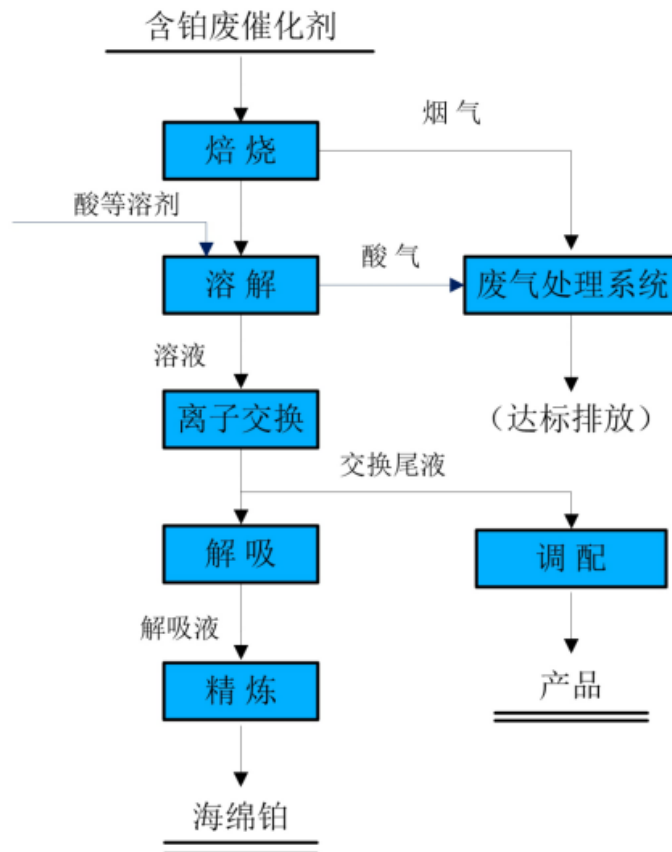 含铂废催化剂
烟气
焙烧
酸等溶剂
酸气
溶解
废气处理系统
溶液
离子交换
（达标排放）
交换尾液
解吸
调配
解吸液
精炼
产品
海绵铂